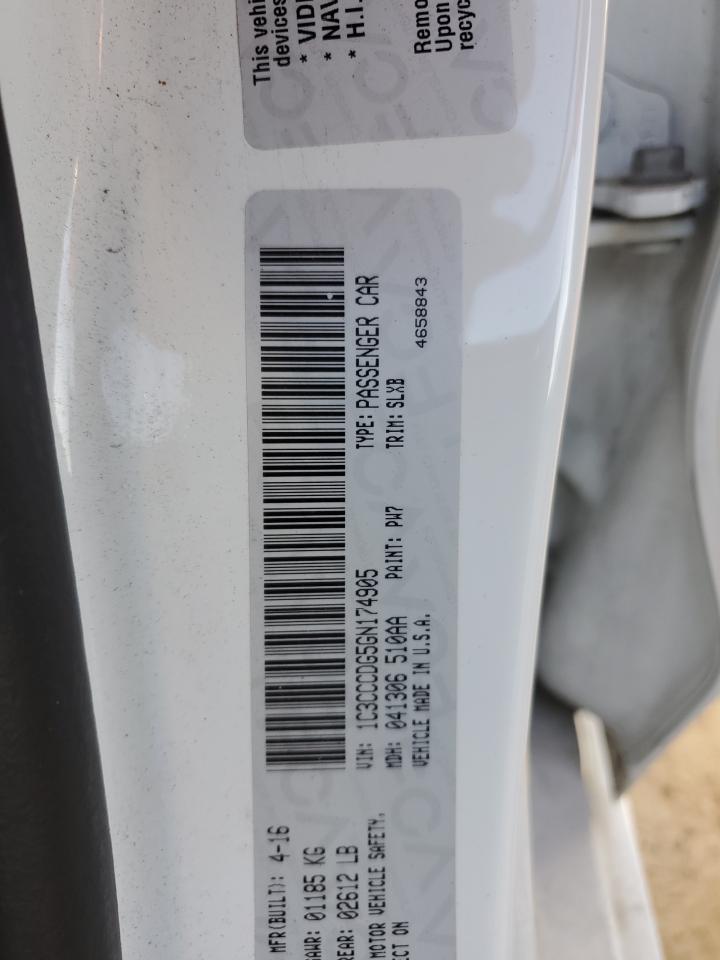 This vehi
devices
* VIDE
* NAV
* H.I.
Remo
Upon
recyc
MFR(BUILT): 4-16
GAWR: 01185 KG
REAR: 02612 LB
MOTOR VEHICLE SAFETY,
ECT ON
VIN: 1C3CCCDG5GN174905
TYPE: PASSENGER CAR
MDH: 041306 510AA PAINT: PW7 TRIM: SLXB
VEHICLE MADE IN U.S.A. 4658843